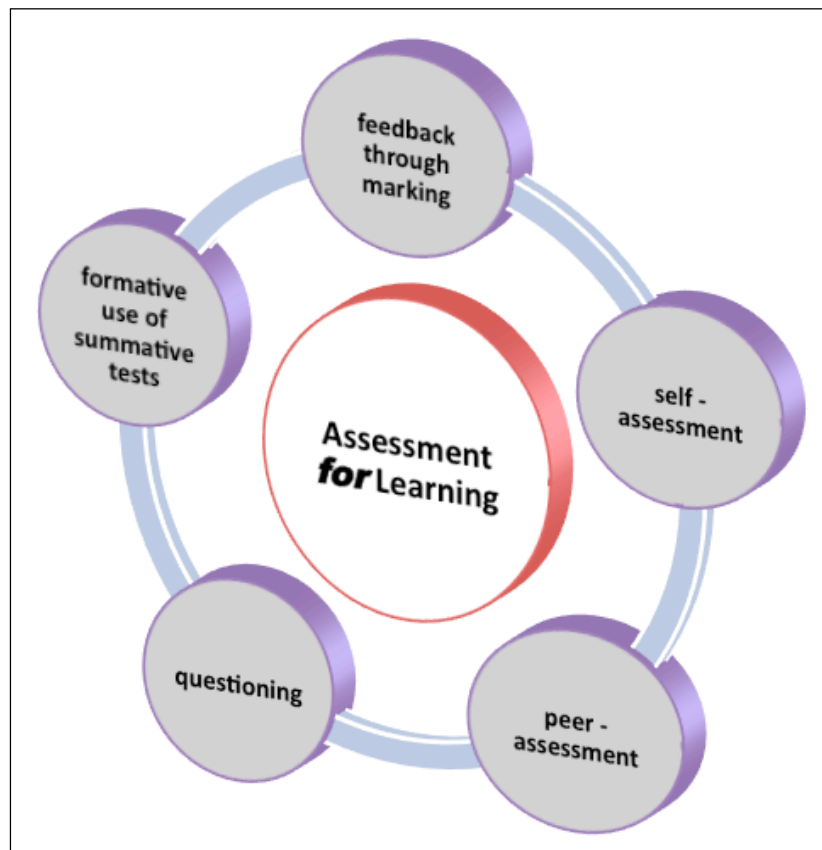 feedback
through
marking
formative
use of
summative
tests
self -
assessment
Assessment
for Learning
questioning
peer -
assessment